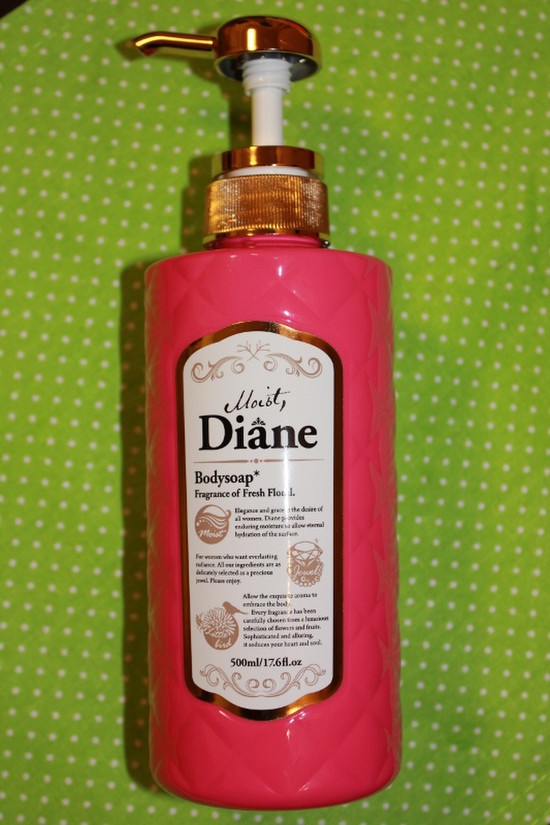 Moist,
Diane
Bodysoap*
Fragrance of Fresh Floral.
Elegance and grace is the desire of
all women. Diane provides
enduring moisture to allow eternal
hydration of the surface.
Moist
For women who want everlasting
radiance. All our ingredients are as
delicately selected as a precious
jewel. Please enjoy.
Jewel
Allow the exquisite aroma to
embrace the body.
Every fragrance has been
carefully chosen from a luxurious
selection of flowers and fruits.
Sophisticated and alluring,
it seduces your heart and soul.
bird
500ml/17.6fl.oz